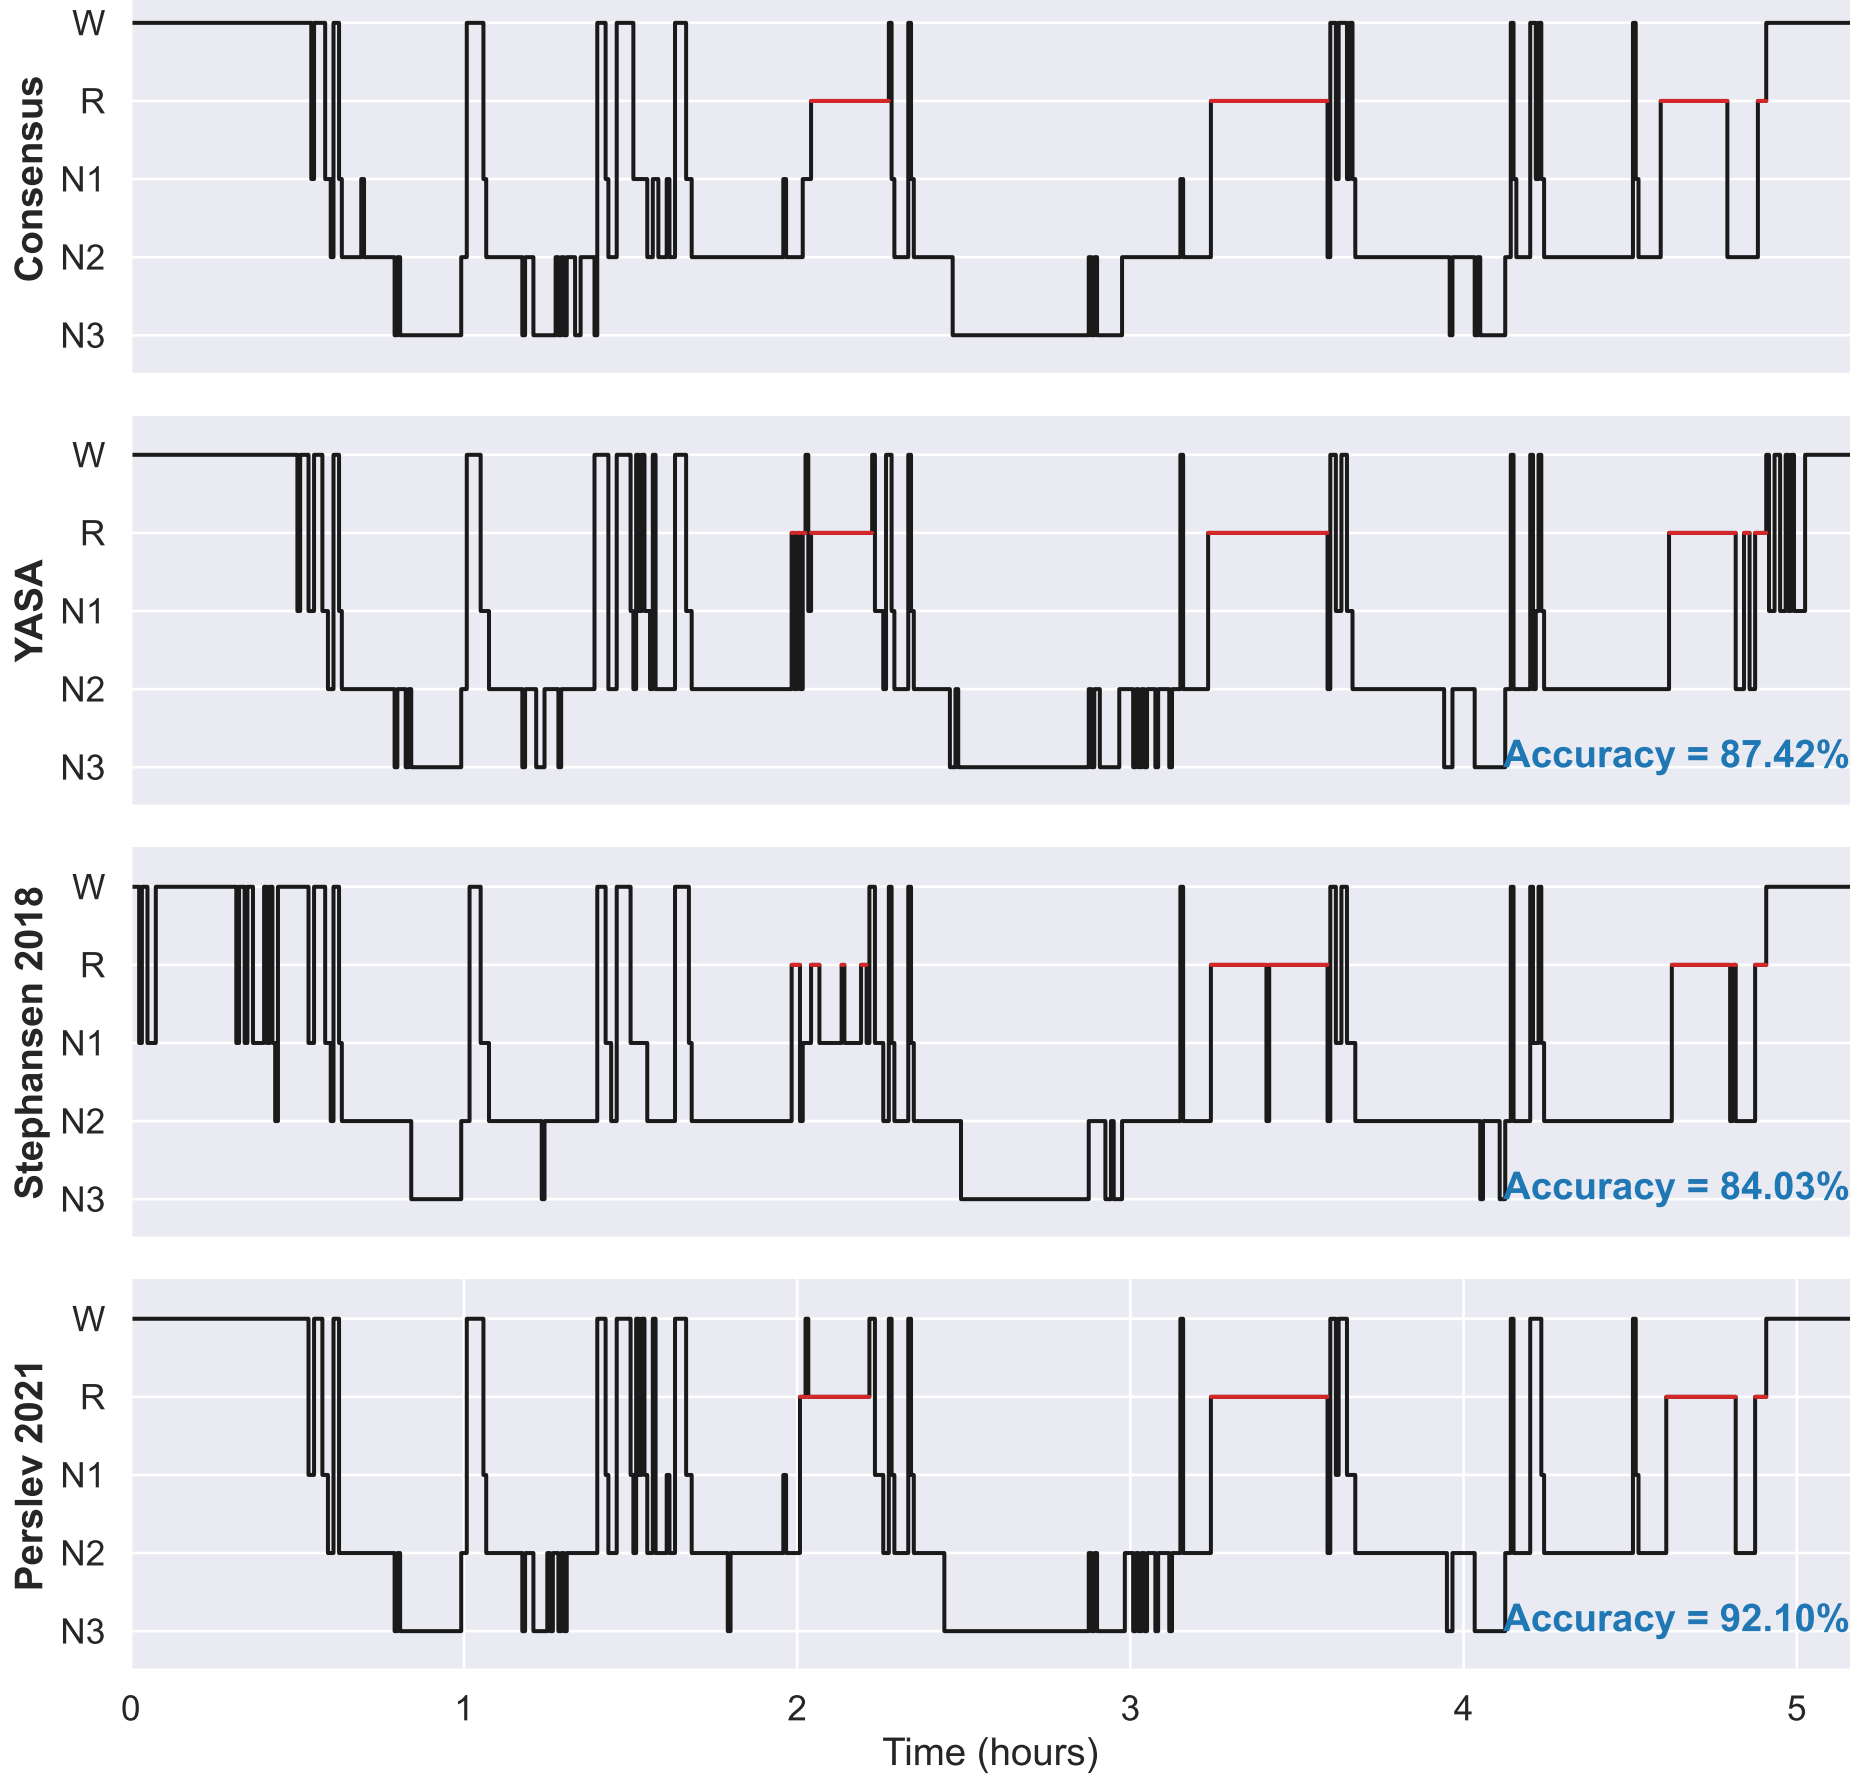 Consensus
W
R
N1
N2
N3
YASA
W
R
N1
N2
N3
Accuracy = 87.42%
Stephansen 2018
W
R
N1
N2
N3
Accuracy = 84.03%
Perslev 2021
W
R
N1
N2
N3
Accuracy = 92.10%
0 1 2 3 4 5
Time (hours)